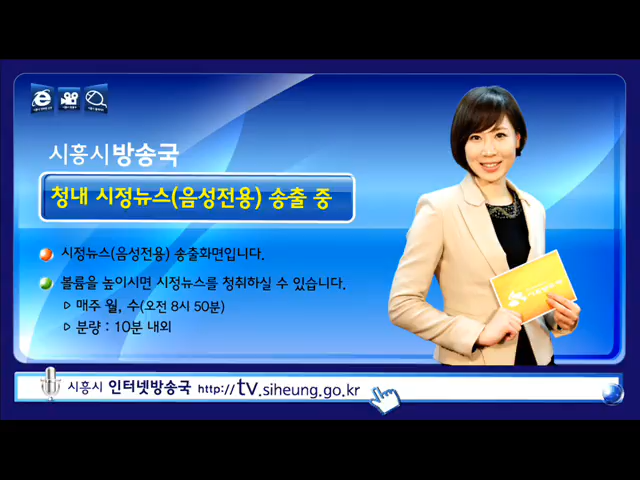 시흥시방송국
청내 시정뉴스(음성전용) 송출 중
시정뉴스(음성전용) 송출화면입니다.
볼륨을 높이시면 시정뉴스를 청취하실 수 있습니다.
▷ 매주 월, 수(오전 8시 50분)
▷ 분량 : 10분 내외
시흥시 인터넷방송국 http://tv.siheung.go.kr